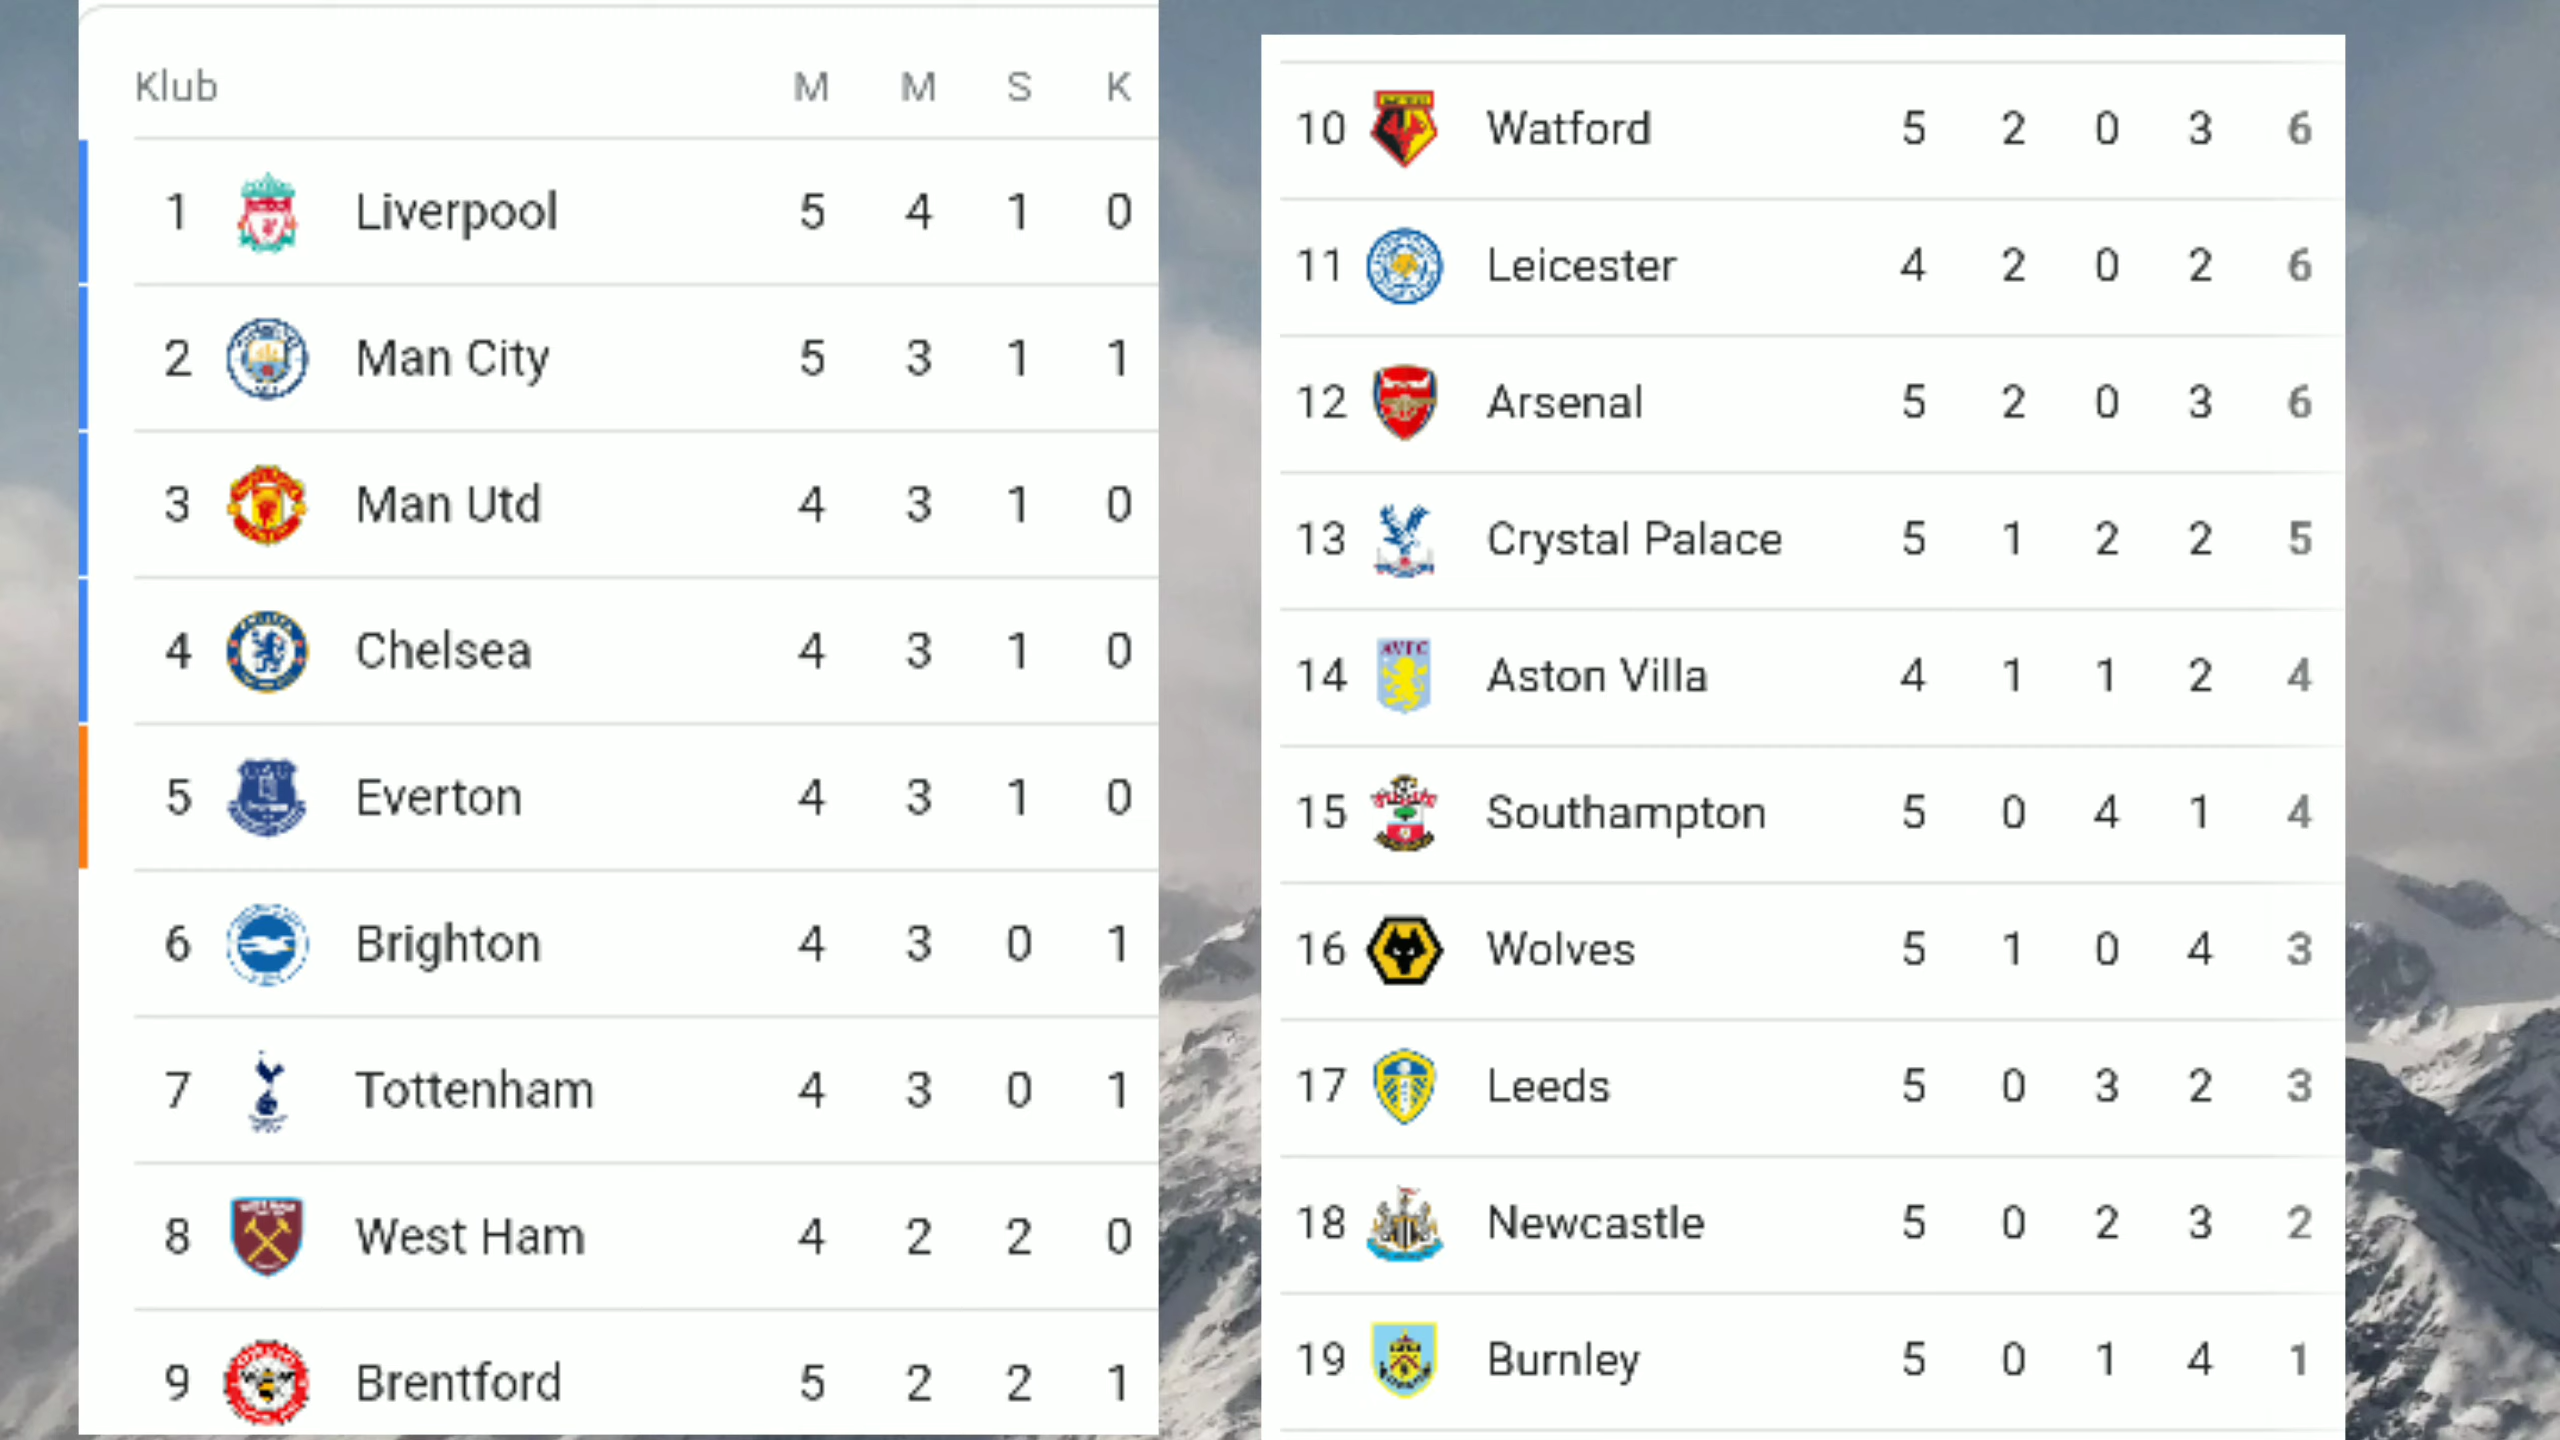 Klub M M S K
1 Liverpool 5 4 1 0
2 Man City 5 3 1 1
3 Man Utd 4 3 1 0
4 Chelsea 4 3 1 0
5 Everton 4 3 1 0
6 Brighton 4 3 0 1
7 Tottenham 4 3 0 1
8 West Ham 4 2 2 0
9 Brentford 5 2 2 1
10 Watford 5 2 0 3 6
11 Leicester 4 2 0 2 6
12 Arsenal 5 2 0 3 6
13 Crystal Palace 5 1 2 2 5
14 Aston Villa 4 1 1 2 4
15 Southampton 5 0 4 1 4
16 Wolves 5 1 0 4 3
17 Leeds 5 0 3 2 3
18 Newcastle 5 0 2 3 2
19 Burnley 5 0 1 4 1